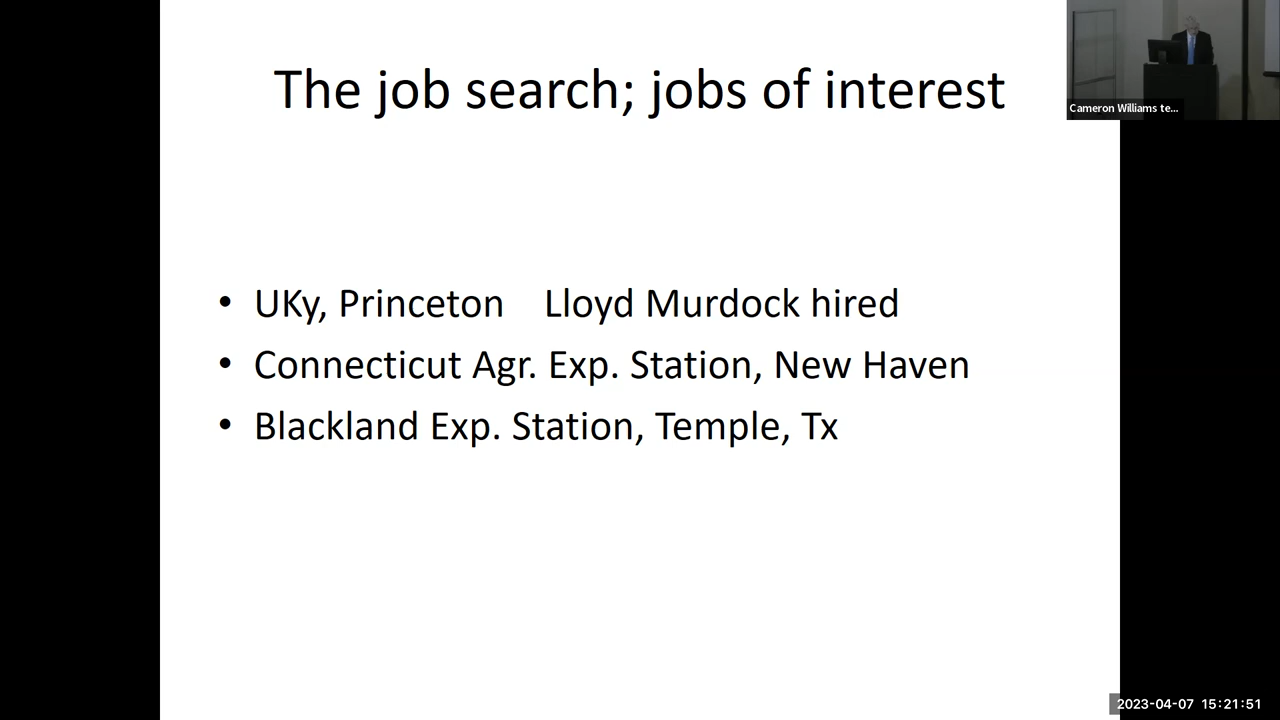 The job search; jobs of interest
Cameron Williams te...
• UKy, Princeton    Lloyd Murdock hired
• Connecticut Agr. Exp. Station, New Haven
• Blackland Exp. Station, Temple, Tx
2023-04-07 15:21:51